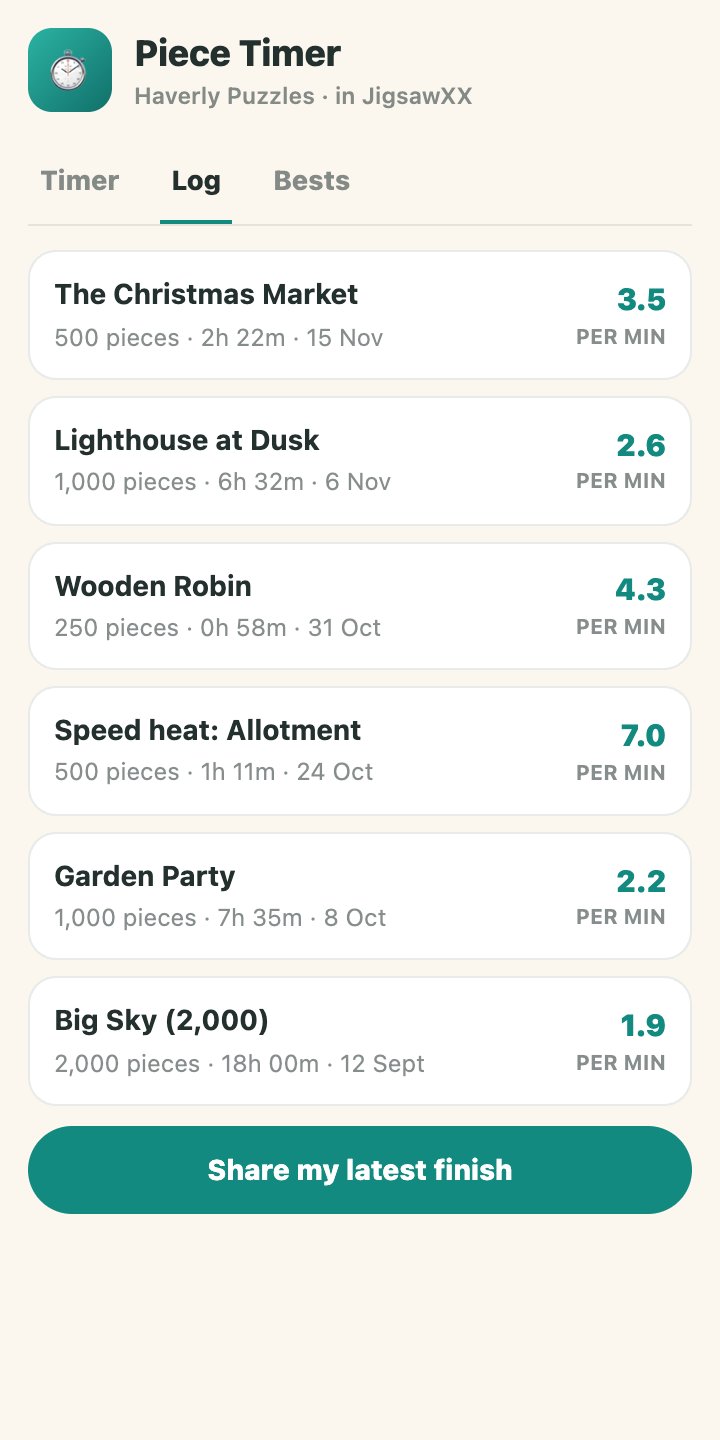 Piece Timer
Haverly Puzzles · in JigsawXX
Timer Log Bests
The Christmas Market
3.5
500 pieces · 2h 22m · 15 Nov
PER MIN
Lighthouse at Dusk
2.6
1,000 pieces · 6h 32m · 6 Nov
PER MIN
Wooden Robin
4.3
250 pieces · 0h 58m · 31 Oct
PER MIN
Speed heat: Allotment
7.0
500 pieces · 1h 11m · 24 Oct
PER MIN
Garden Party
2.2
1,000 pieces · 7h 35m · 8 Oct
PER MIN
Big Sky (2,000)
1.9
2,000 pieces · 18h 00m · 12 Sept
PER MIN
Share my latest finish